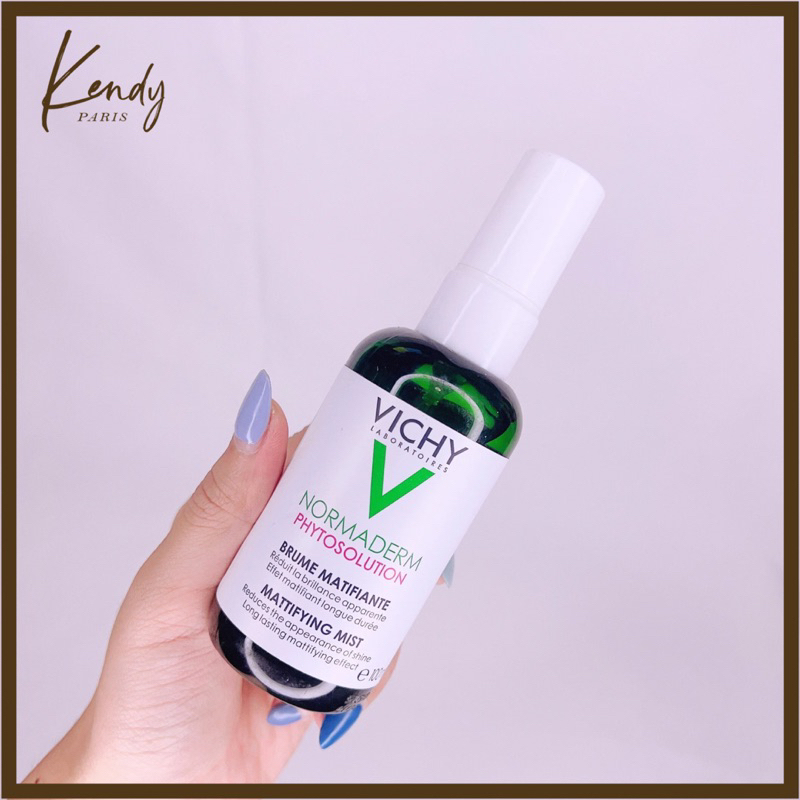 Kendy
PARIS
VICHY
LABORATOIRES
NORMADERM
PHYTOSOLUTION
BRUME MATIFIANTE
Réduit la brillance apparente
Effet matifiant longue durée
MATTIFYING MIST
Reduces the appearance of shine
Long lasting mattifying effect